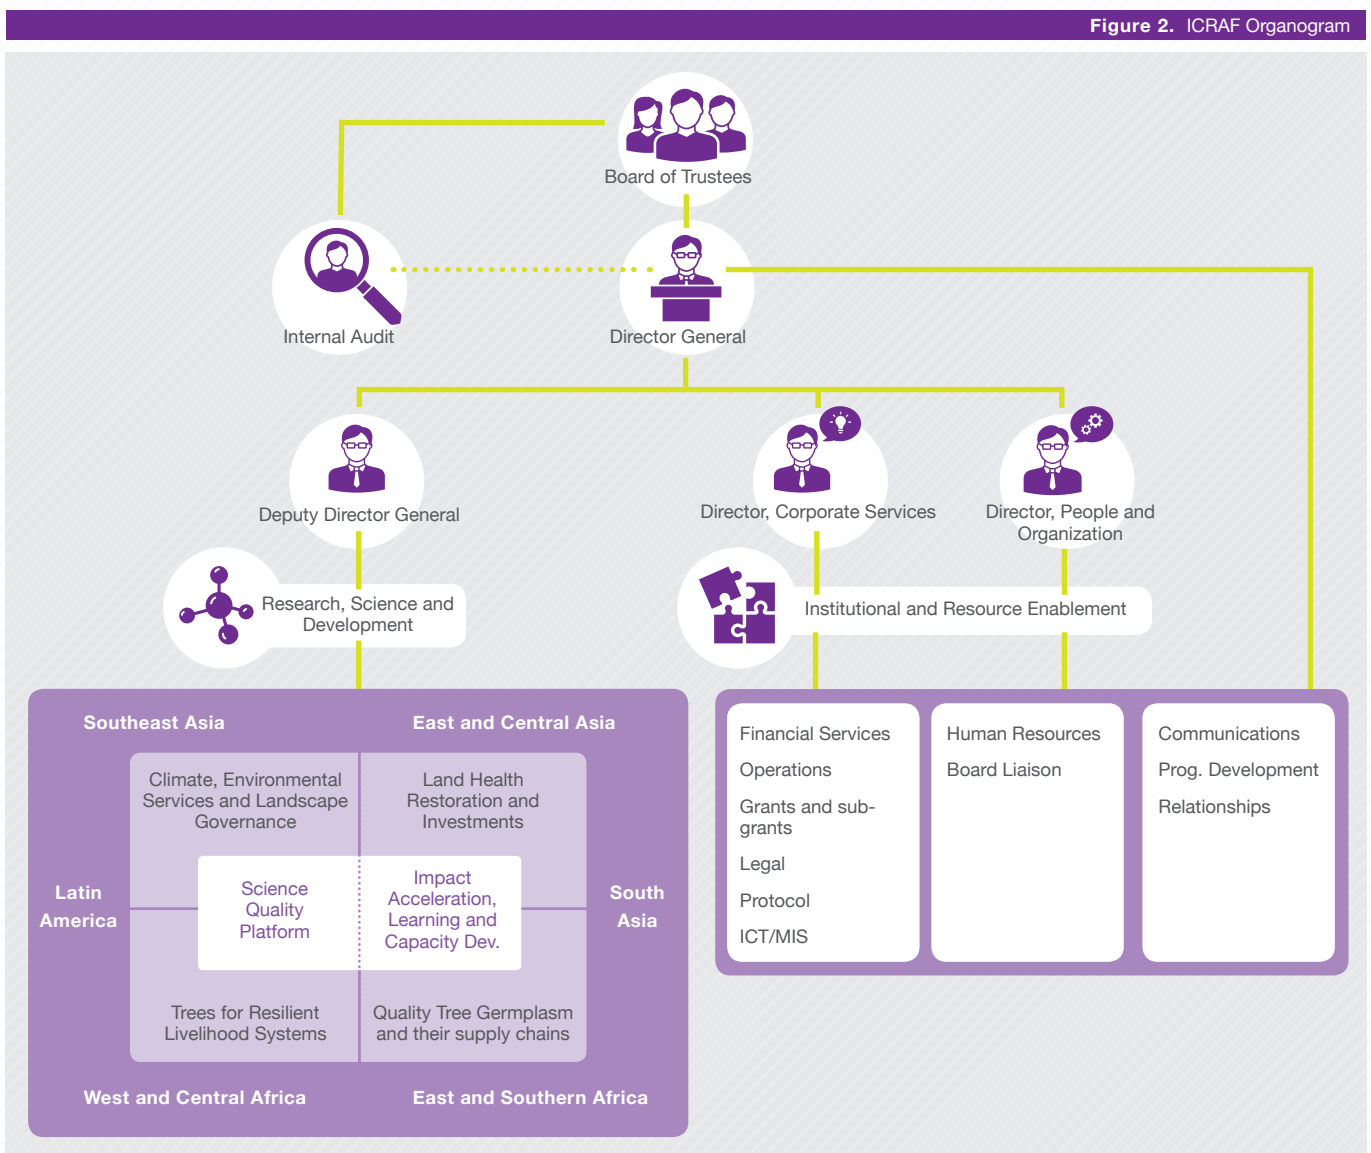 Figure 2. ICRAF Organogram
Board of Trustees
Internal Audit
Director General
Deputy Director General
Director, Corporate Services
Director, People and
Organization
Research, Science and
Development
Institutional and Resource Enablement
Southeast Asia
East and Central Asia
Climate, Environmental
Services and Landscape
Governance
Land Health
Restoration and
Investments
Latin
America
Science
Quality
Platform
Impact
Acceleration,
Learning and
Capacity Dev.
South
Asia
Trees for Resilient
Livelihood Systems
Quality Tree Germplasm
and their supply chains
West and Central Africa
East and Southern Africa
Financial Services
Operations
Grants and sub-
grants
Legal
Protocol
ICT/MIS
Human Resources
Board Liaison
Communications
Prog. Development
Relationships